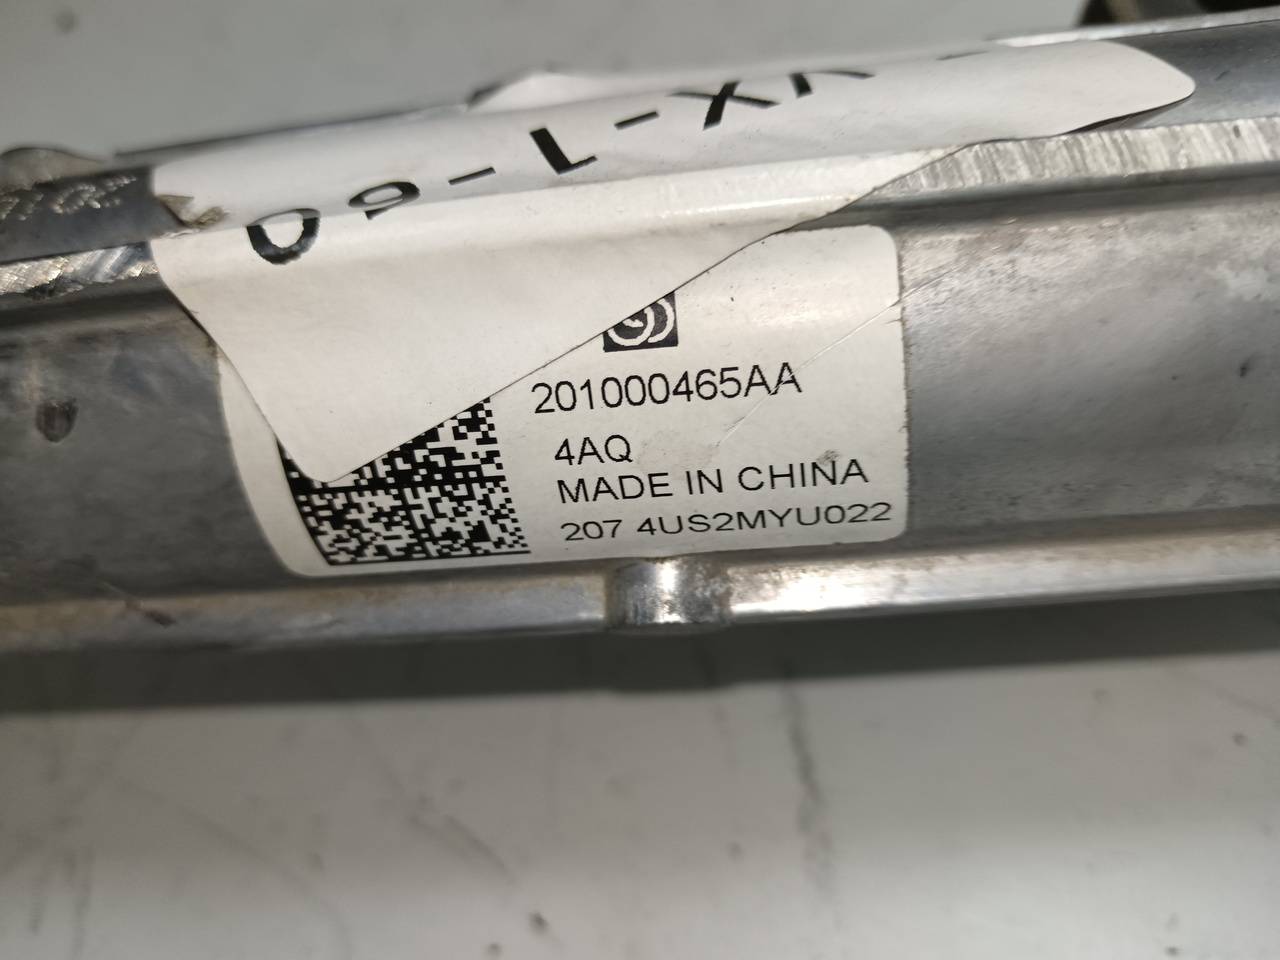 201000465AA
4AQ
MADE IN CHINA
207 4US2MYU022